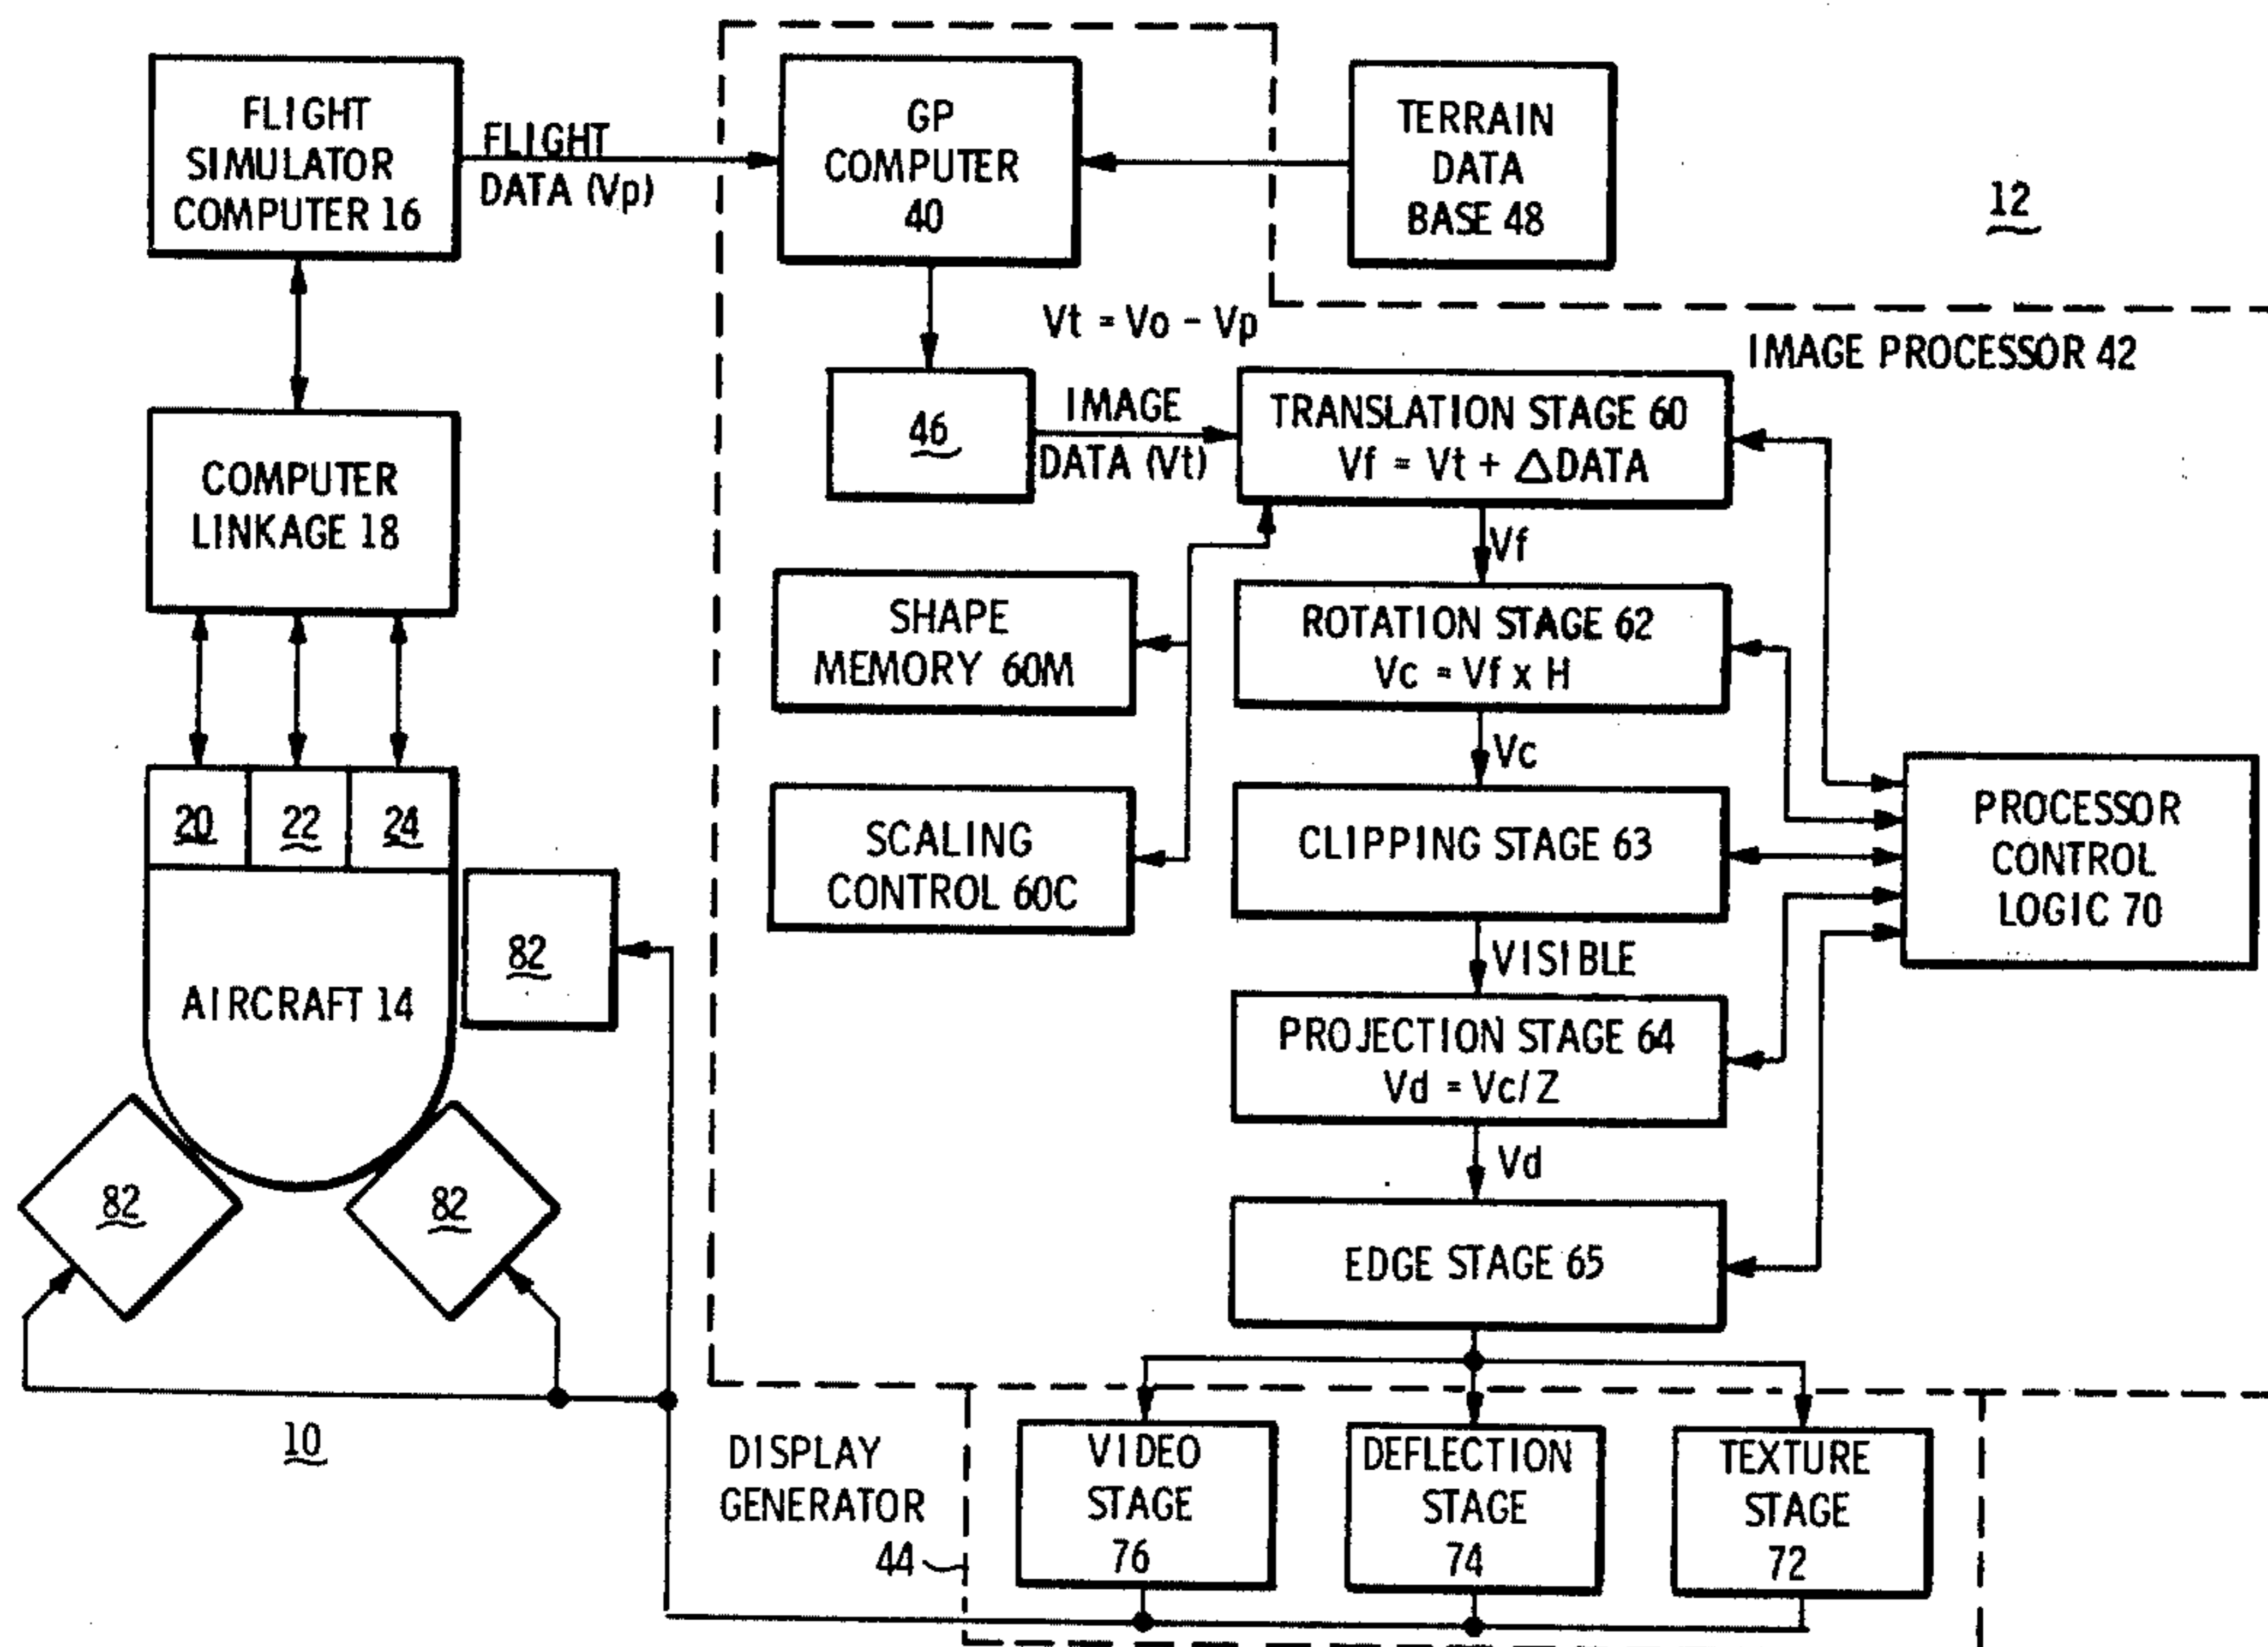 FLIGHT
SIMULATOR
COMPUTER 16
FLIGHT
DATA (Vp)
GP
COMPUTER
40
TERRAIN
DATA
BASE 48
12
Vt = Vo - Vp
IMAGE PROCESSOR 42
46
IMAGE
DATA (Vt)
TRANSLATION STAGE 60
Vf = Vt + △DATA
COMPUTER
LINKAGE 18
Vf
SHAPE
MEMORY 60M
ROTATION STAGE 62
Vc = Vf x H
Vc
20
22
24
SCALING
CONTROL 60C
CLIPPING STAGE 63
PROCESSOR
CONTROL
LOGIC 70
82
VISIBLE
AIRCRAFT 14
PROJECTION STAGE 64
Vd = Vc/Z
Vd
82
82
EDGE STAGE 65
10
DISPLAY
GENERATOR
44
VIDEO
STAGE
76
DEFLECTION
STAGE
74
TEXTURE
STAGE
72